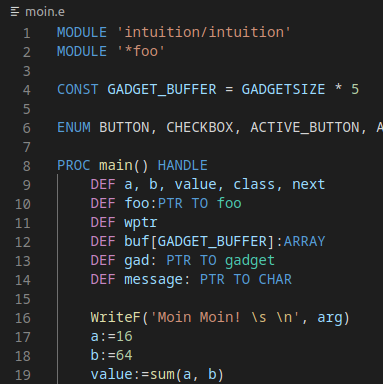 moin.e
1 MODULE 'intuition/intuition'
2 MODULE '*foo'
3
4 CONST GADGET_BUFFER = GADGETSIZE * 5
5
6 ENUM BUTTON, CHECKBOX, ACTIVE_BUTTON, A
7
8 PROC main() HANDLE
9 DEF a, b, value, class, next
10 DEF foo:PTR TO foo
11 DEF wptr
12 DEF buf[GADGET_BUFFER]:ARRAY
13 DEF gad: PTR TO gadget
14 DEF message: PTR TO CHAR
15
16 WriteF('Moin Moin! \s \n', arg)
17 a:=16
18 b:=64
19 value:=sum(a, b)